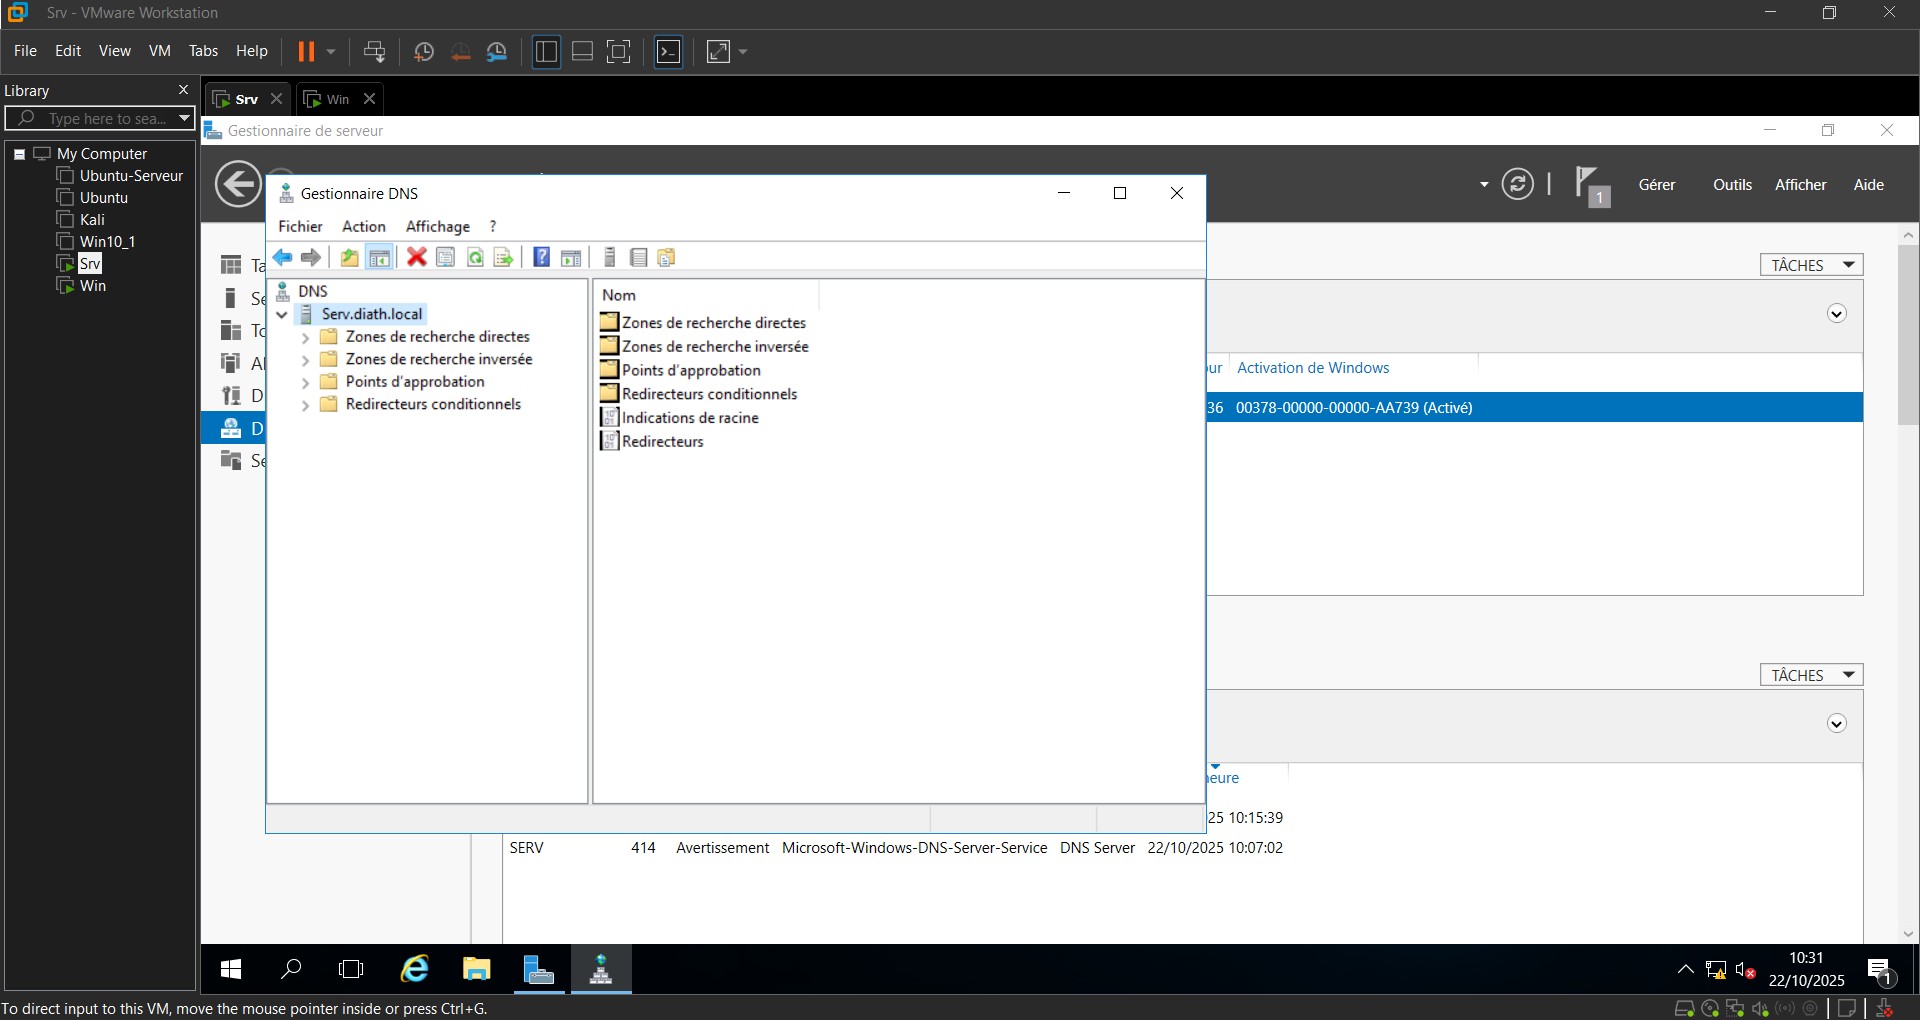 Srv - VMware Workstation
File Edit View VM Tabs Help
Library
Type here to sea...
My Computer
Ubuntu-Serveur
Ubuntu
Kali
Win10_1
Srv
Win
Srv Win
Gestionnaire de serveur
1 Gérer Outils Afficher Aide
Gestionnaire DNS
Fichier Action Affichage ?
DNS
Serv.diath.local
Zones de recherche directes
Zones de recherche inversée
Points d'approbation
Redirecteurs conditionnels
Nom
Zones de recherche directes
Zones de recherche inversée
Points d'approbation
Redirecteurs conditionnels
Indications de racine
Redirecteurs
Ta
Se
To
D
D
Se
TÂCHES
ur Activation de Windows
36 00378-00000-00000-AA739 (Activé)
TÂCHES
heure
25 10:15:39
SERV 414 Avertissement Microsoft-Windows-DNS-Server-Service DNS Server 22/10/2025 10:07:02
10:31
22/10/2025
1
To direct input to this VM, move the mouse pointer inside or press Ctrl+G.